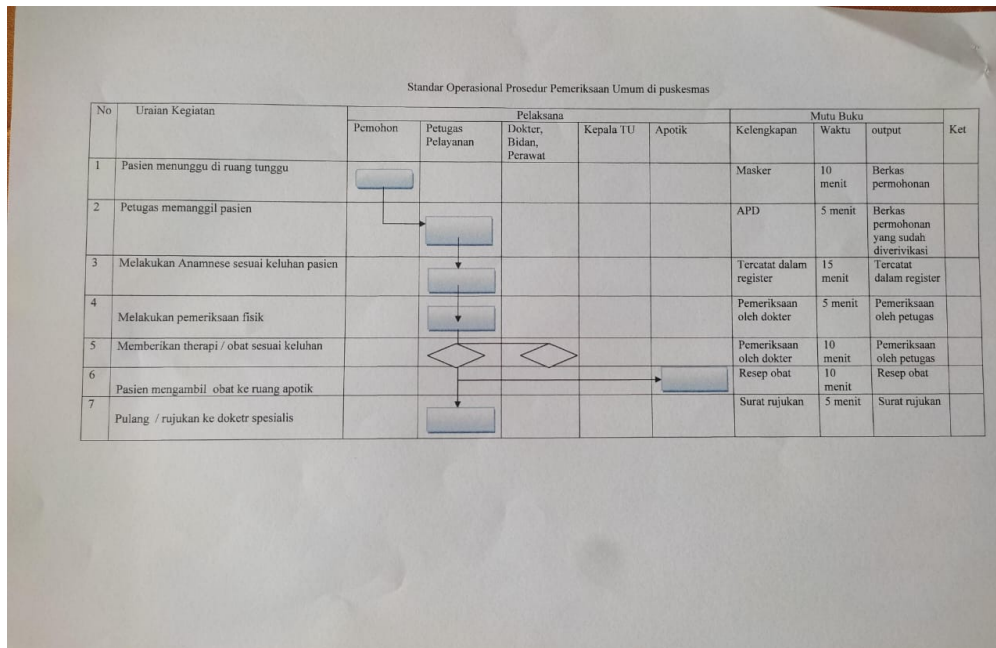 Standar Operasional Prosedur Pemeriksaan Umum di puskesmas
No Uraian Kegiatan Pelaksana Mutu Buku Ket
Pemohon Petugas Pelayanan Dokter, Bidan, Perawat Kepala TU Apotik Kelengkapan Waktu output
1 Pasien menunggu di ruang tunggu Masker 10 menit Berkas permohonan
2 Petugas memanggil pasien APD 5 menit Berkas permohonan yang sudah diverivikasi
3 Melakukan Anamnese sesuai keluhan pasien Tercatat dalam register 15 menit Tercatat dalam register
4 Melakukan pemeriksaan fisik Pemeriksaan oleh dokter 5 menit Pemeriksaan oleh petugas
5 Memberikan therapi / obat sesuai keluhan Pemeriksaan oleh dokter 10 menit Pemeriksaan oleh petugas
6 Pasien mengambil obat ke ruang apotik Resep obat 10 menit Resep obat
7 Pulang / rujukan ke doketr spesialis Surat rujukan 5 menit Surat rujukan